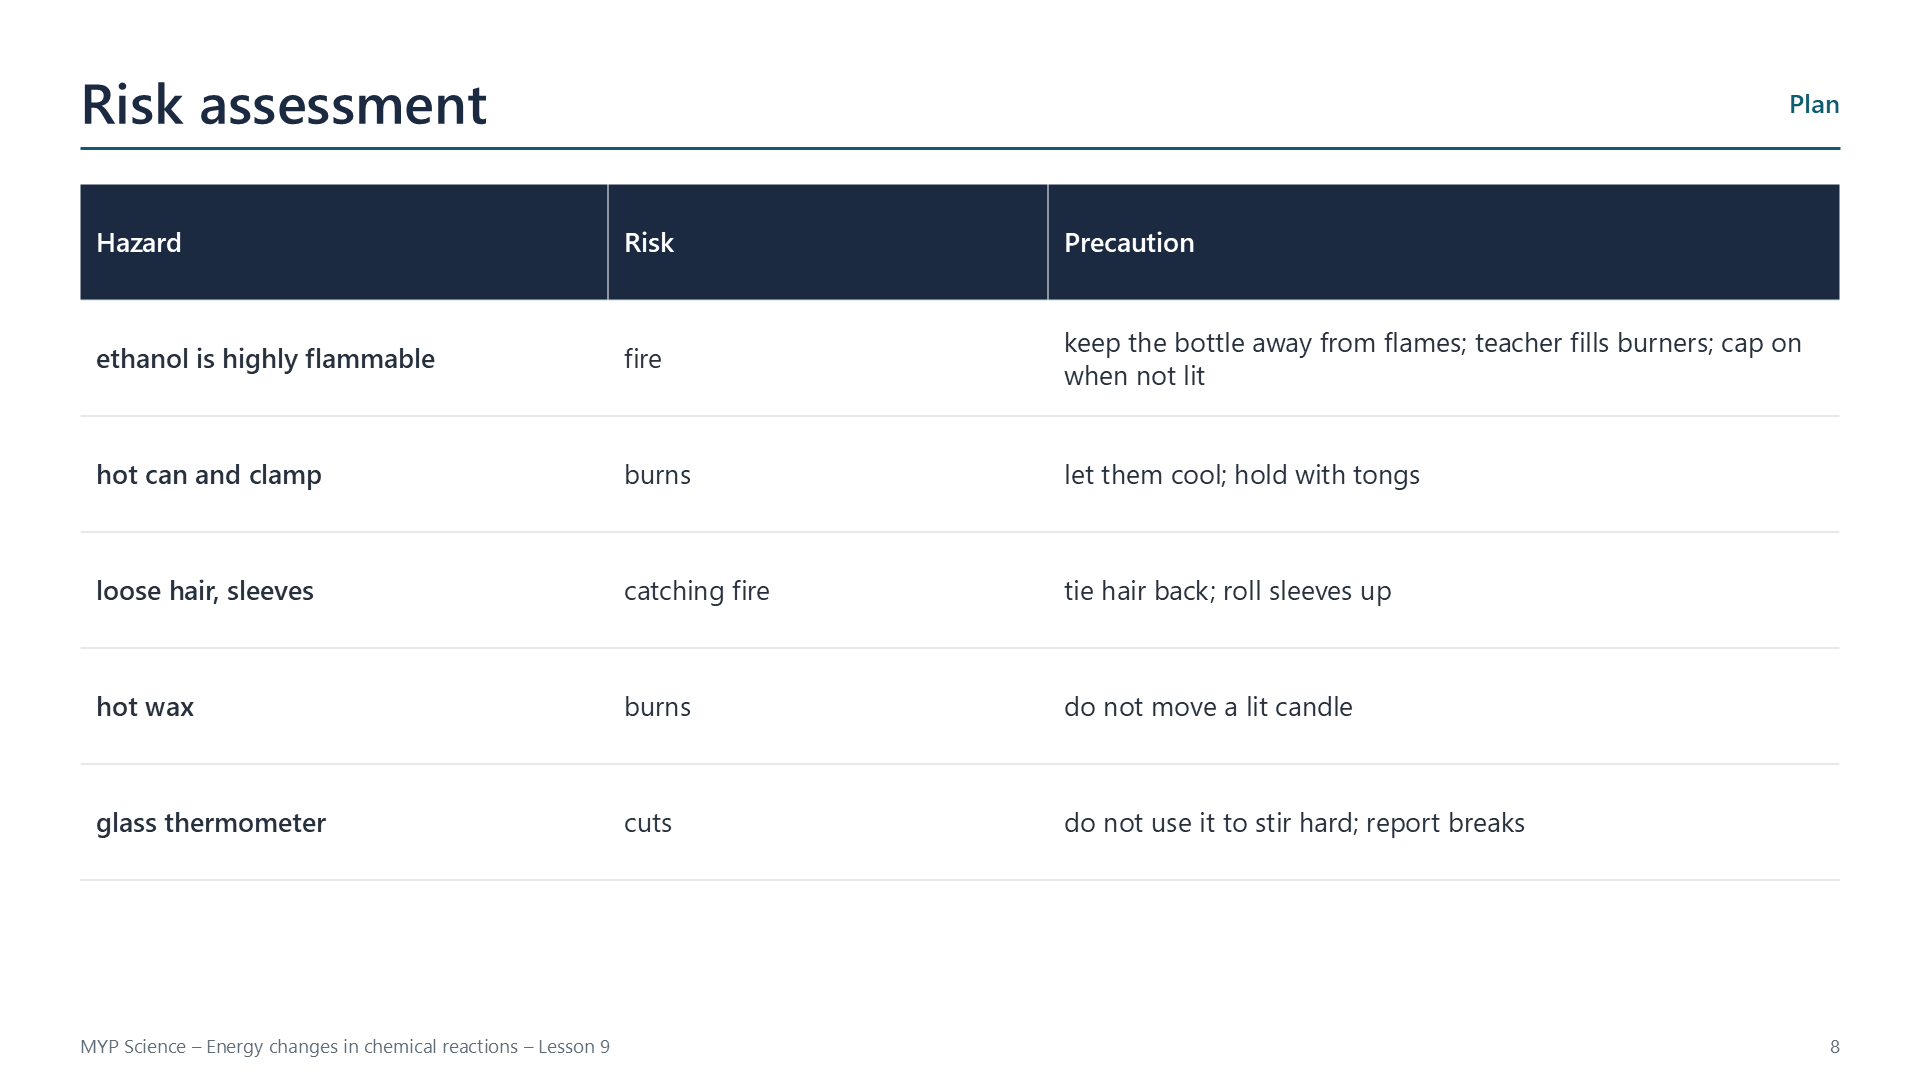 Risk assessment
Plan
Hazard
Risk
Precaution
ethanol is highly flammable
fire
keep the bottle away from flames; teacher fills burners; cap on
when not lit
hot can and clamp
burns
let them cool; hold with tongs
loose hair, sleeves
catching fire
tie hair back; roll sleeves up
hot wax
burns
do not move a lit candle
glass thermometer
cuts
do not use it to stir hard; report breaks
MYP Science – Energy changes in chemical reactions – Lesson 9
8